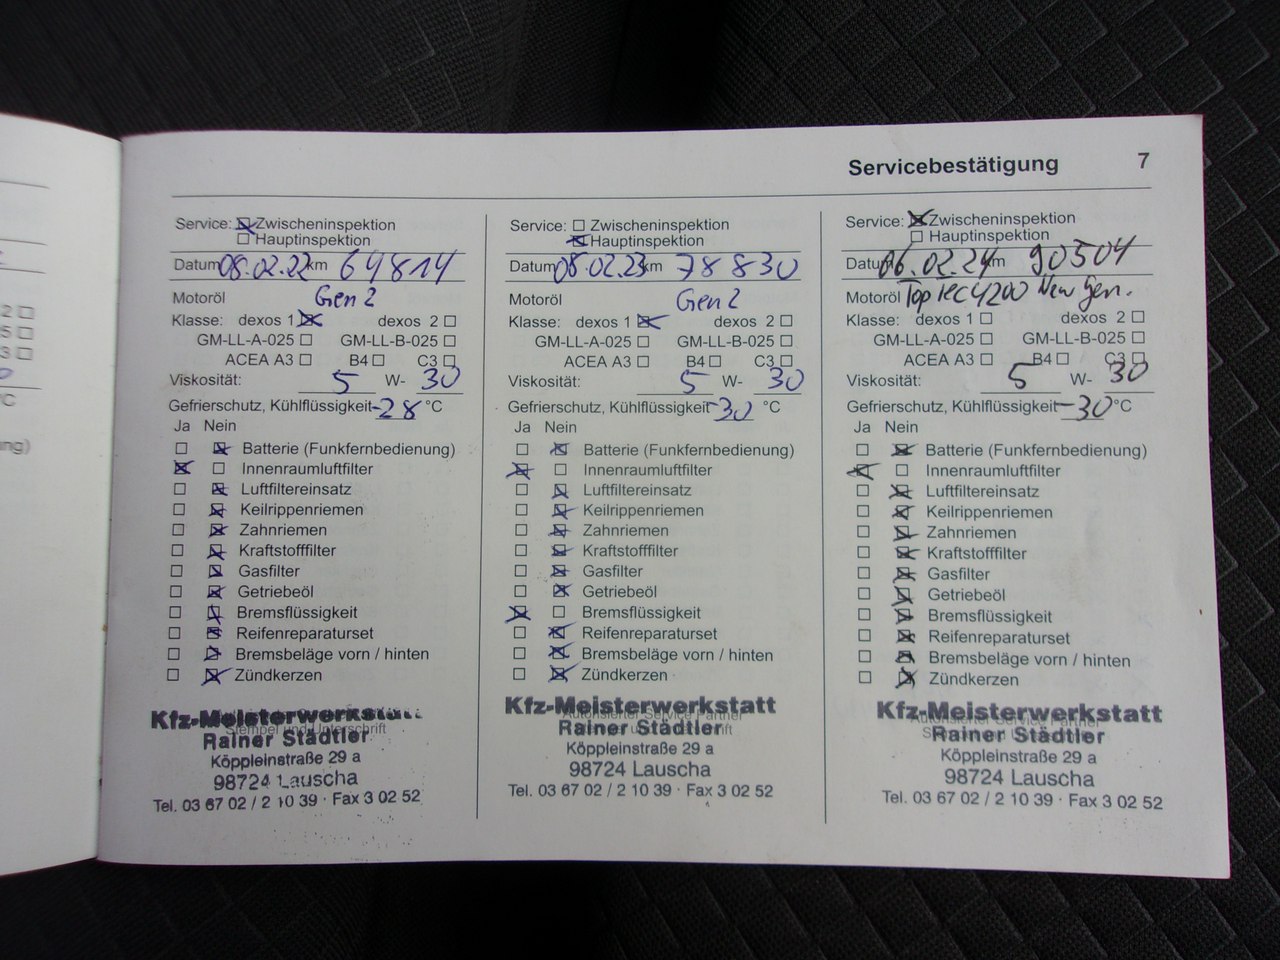 Servicebestätigung 7
Service: Zwischeninspektion
Hauptinspektion
Datum 08.02.22 km 64814
Motoröl Gen 2
Klasse: dexos 1 dexos 2
GM-LL-A-025 GM-LL-B-025
ACEA A3 B4 C3
Viskosität: 5 W- 30
Gefrierschutz, Kühlflüssigkeit -28 °C
Ja Nein
Batterie (Funkfernbedienung)
Innenraumluftfilter
Luftfiltereinsatz
Keilrippenriemen
Zahnriemen
Kraftstofffilter
Gasfilter
Getriebeöl
Bremsflüssigkeit
Reifenreparaturset
Bremsbeläge vorn / hinten
Zündkerzen
Kfz-Meisterwerkstatt
Stempel und Unterschrift
Rainer Städtler
Köppleinstraße 29 a
98724 Lauscha
Tel. 03 67 02 / 2 10 39 · Fax 3 02 52
Service: Zwischeninspektion
Hauptinspektion
Datum 08.02.23 km 78830
Motoröl Gen 2
Klasse: dexos 1 dexos 2
GM-LL-A-025 GM-LL-B-025
ACEA A3 B4 C3
Viskosität: 5 W- 30
Gefrierschutz, Kühlflüssigkeit -30 °C
Ja Nein
Batterie (Funkfernbedienung)
Innenraumluftfilter
Luftfiltereinsatz
Keilrippenriemen
Zahnriemen
Kraftstofffilter
Gasfilter
Getriebeöl
Bremsflüssigkeit
Reifenreparaturset
Bremsbeläge vorn / hinten
Zündkerzen
Kfz-Meisterwerkstatt
Autorisierter Service Partner
Rainer Städtler
Köppleinstraße 29 a
98724 Lauscha
Tel. 03 67 02 / 2 10 39 · Fax 3 02 52
Service: Zwischeninspektion
Hauptinspektion
Datum 06.02.24 km 90504
Motoröl Top Tec 4200 New Gen.
Klasse: dexos 1 dexos 2
GM-LL-A-025 GM-LL-B-025
ACEA A3 B4 C3
Viskosität: 5 W- 30
Gefrierschutz, Kühlflüssigkeit -30 °C
Ja Nein
Batterie (Funkfernbedienung)
Innenraumluftfilter
Luftfiltereinsatz
Keilrippenriemen
Zahnriemen
Kraftstofffilter
Gasfilter
Getriebeöl
Bremsflüssigkeit
Reifenreparaturset
Bremsbeläge vorn / hinten
Zündkerzen
Kfz-Meisterwerkstatt
Autorisierter Service Partner
Rainer Städtler
Köppleinstraße 29 a
98724 Lauscha
Tel. 03 67 02 / 2 10 39 · Fax 3 02 52